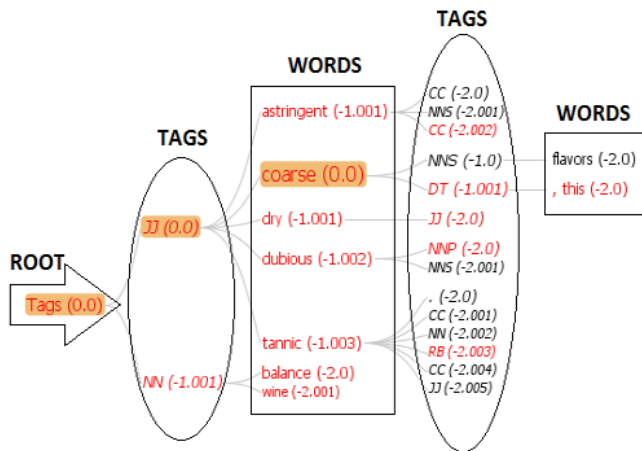 TAGS
WORDS
TAGS
WORDS
ROOT
Tags (0.0)
JJ (0.0)
NN (-1.001)
astringent (-1.001)
coarse (0.0)
dry (-1.001)
dubious (-1.002)
tannic (-1.003)
balance (-2.0)
wine (-2.001)
CC (-2.0)
NNS (-2.001)
CC (-2.002)
NNS (-1.0)
DT (-1.001)
JJ (-2.0)
NNP (-2.0)
NNS (-2.001)
. (-2.0)
CC (-2.001)
NN (-2.002)
RB (-2.003)
CC (-2.004)
JJ (-2.005)
flavors (-2.0)
, this (-2.0)